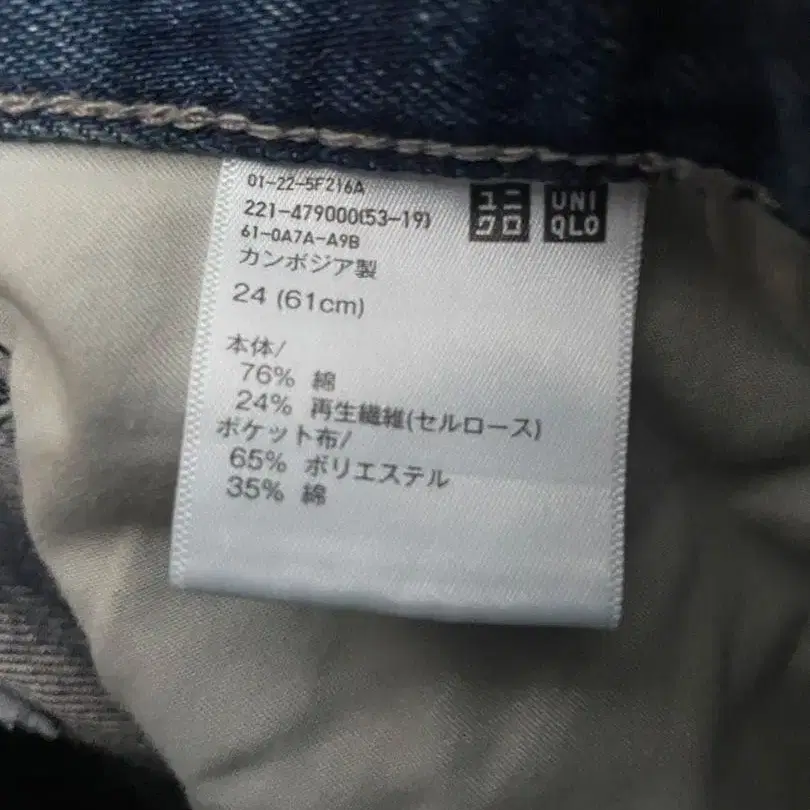 01-22-5F216A
221-479000(53-19)
61-0A7A-A9B
ユニ
クロ
UNI
QLO
カンボジア製
24 (61cm)
本体/
76% 綿
24% 再生繊維(セルロース)
ポケット布/
65% ポリエステル
35% 綿